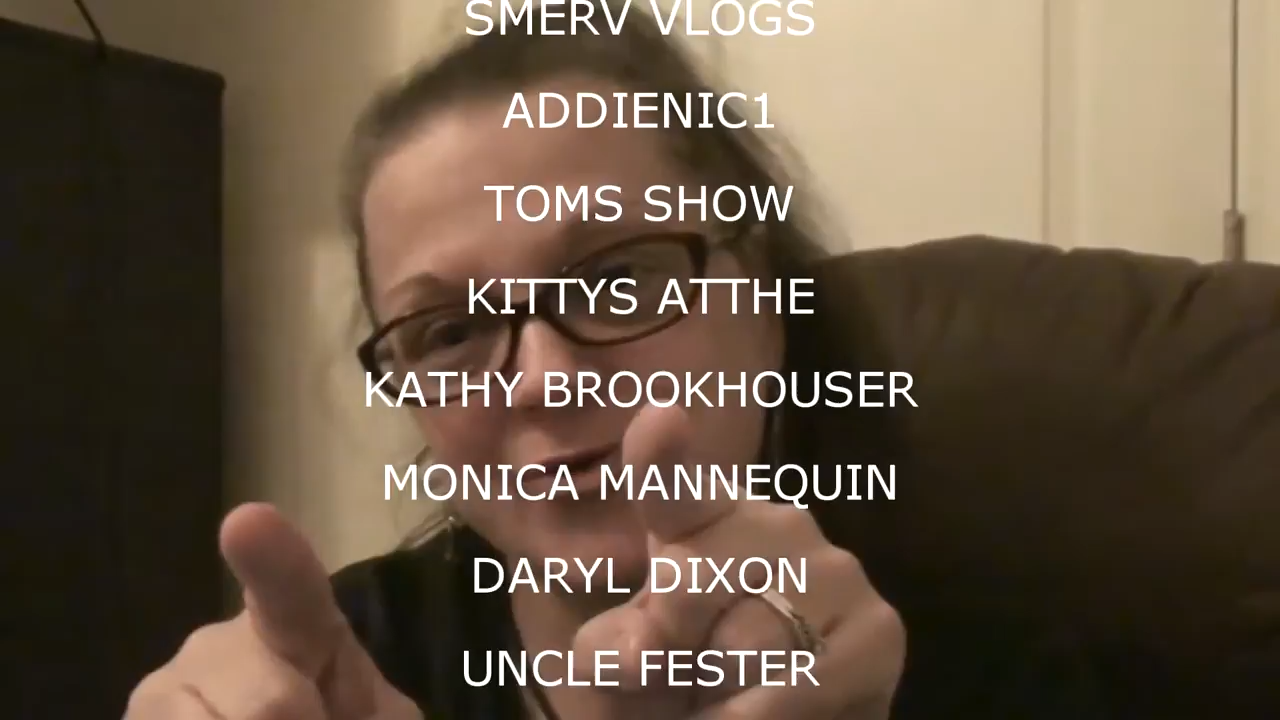 SMERV VLOGS
ADDIENIC1
TOMS SHOW
KITTYS ATTHE
KATHY BROOKHOUSER
MONICA MANNEQUIN
DARYL DIXON
UNCLE FESTER